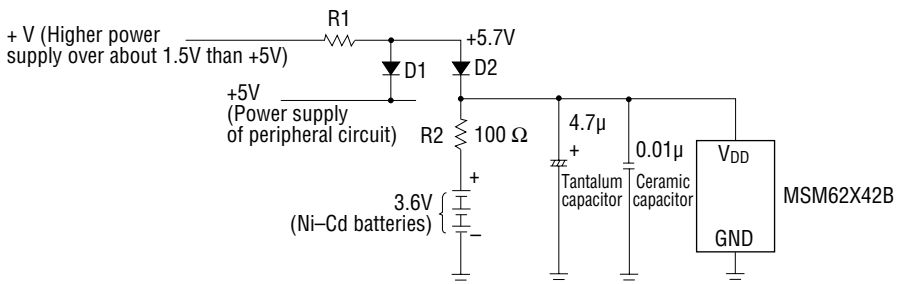 R1
+ V (Higher power
supply over about 1.5V than +5V)
+5.7V
D1
D2
+5V
(Power supply
of peripheral circuit)
R2
100 Ω
4.7μ
+
Tantalum
capacitor
0.01μ
Ceramic
capacitor
VDD
GND
MSM62X42B
+
3.6V
(Ni–Cd batteries)
–